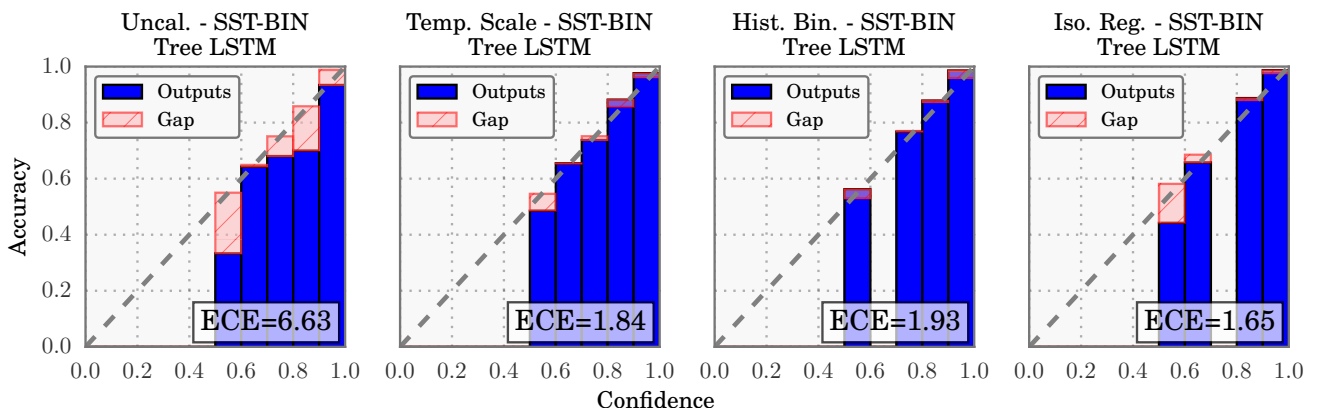 Uncal. - SST-BIN
Tree LSTM
Temp. Scale - SST-BIN
Tree LSTM
Hist. Bin. - SST-BIN
Tree LSTM
Iso. Reg. - SST-BIN
Tree LSTM
Accuracy
1.0
0.8
0.6
0.4
0.2
0.0
Outputs
Gap
ECE=6.63
0.0 0.2 0.4 0.6 0.8 1.0
Outputs
Gap
ECE=1.84
0.0 0.2 0.4 0.6 0.8 1.0
Outputs
Gap
ECE=1.93
0.0 0.2 0.4 0.6 0.8 1.0
Outputs
Gap
ECE=1.65
0.0 0.2 0.4 0.6 0.8 1.0
Confidence